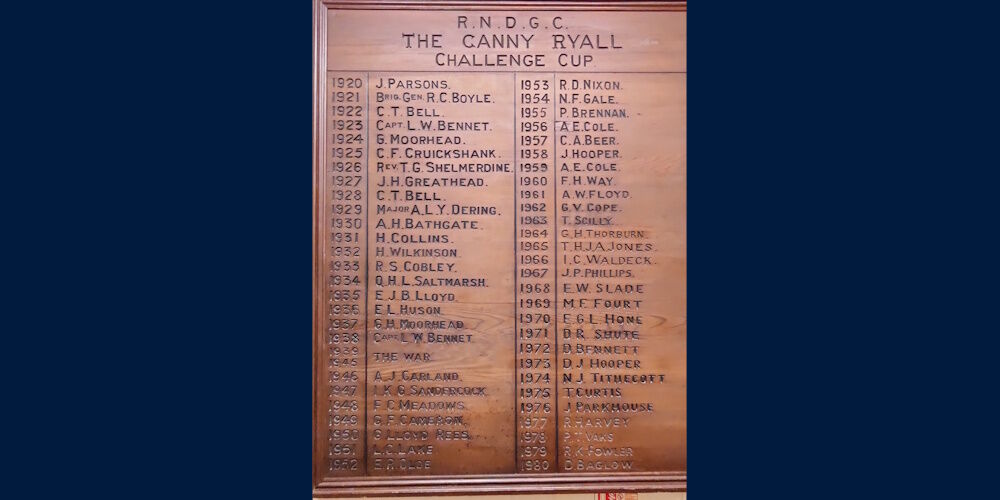 R.N.D.G.C.
THE CANNY RYALL
CHALLENGE CUP
1920 J. PARSONS.
1921 BRIG. GEN. R.C. BOYLE.
1922 C.T. BELL.
1923 CAPT. L.W. BENNET.
1924 G. MOORHEAD.
1925 C.F. CRUICKSHANK.
1926 REV. T.G. SHELMERDINE.
1927 J.H. GREATHEAD.
1928 C.T. BELL.
1929 MAJOR A.L.Y. DERING.
1930 A.H. BATHGATE.
1931 H. COLLINS.
1932 H. WILKINSON.
1933 R.S. COBLEY.
1934 O.H.L. SALTMARSH.
1935 E.J.B. LLOYD.
1936 E.L. HUSON.
1937 G.H. MOORHEAD.
1938 CAPT. L.W. BENNET.
1939
1945 THE WAR
1946 A.J. GARLAND.
1947 I.K.G. SANDERCOCK.
1948 F.C. MEADOWS.
1949 G.F. CAMERON.
1950 G. LLOYD REES.
1951 L.C. LAKE
1952 E.R. CLOE
1953 R.D. NIXON.
1954 N.F. GALE.
1955 P. BRENNAN.
1956 A.E. COLE.
1957 C.A. BEER.
1958 J. HOOPER.
1959 A.E. COLE.
1960 F.H. WAY.
1961 A.W. FLOYD.
1962 G.V. COPE.
1963 T. SCILLY.
1964 G.H. THORBURN.
1965 T.H.J.A. JONES.
1966 I.C. WALDECK.
1967 J.P. PHILLIPS.
1968 E.W. SLADE
1969 M.E. FOURT
1970 E.G.L. HONE
1971 D.R. SHUTE
1972 D. BENNETT
1973 D.J. HOOPER
1974 N.J. TITHECOTT
1975 T. CURTIS
1976 J. PARKHOUSE
1977 R. HARVEY
1978 P.T. VAWS
1979 R.K. FOWLER
1980 D. BAGLOW